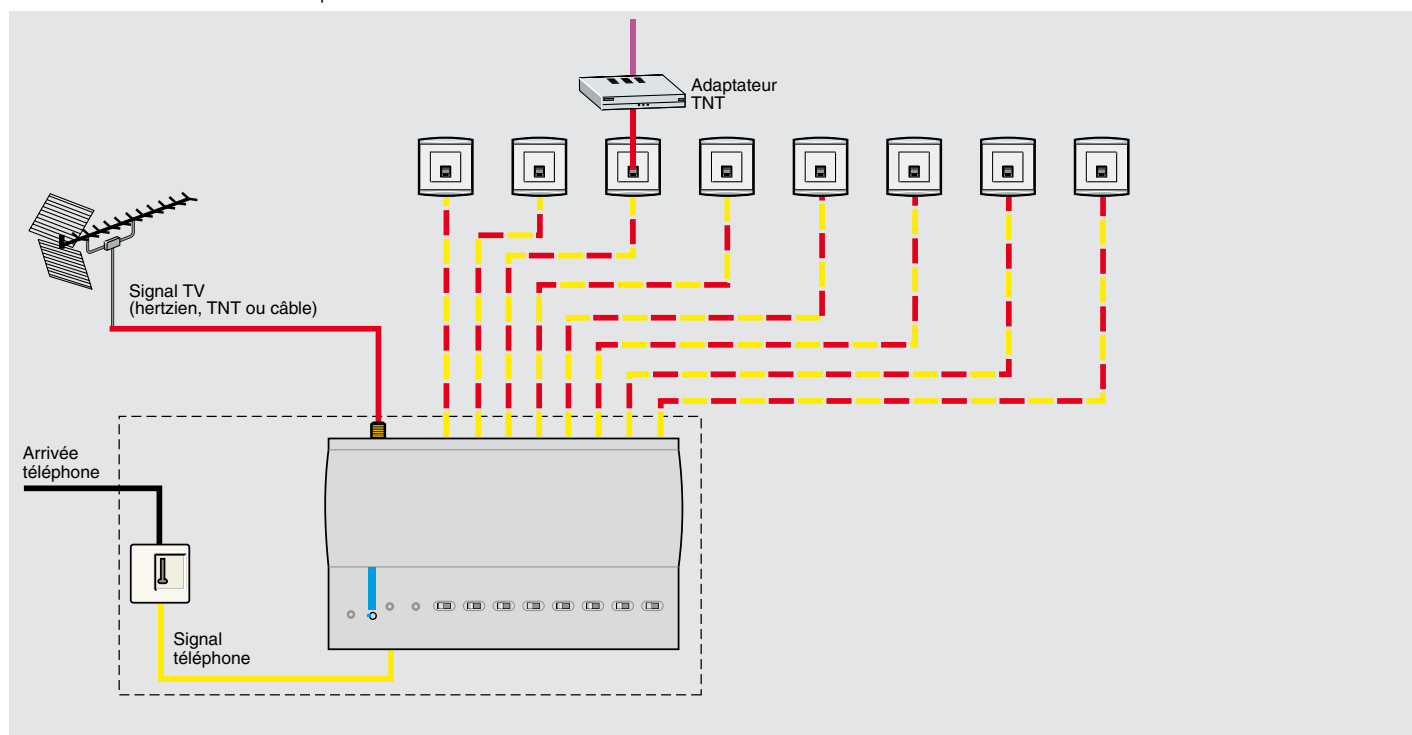 Adaptateur
TNT
Signal TV
(hertzien, TNT ou câble)
Arrivée
téléphone
Signal
téléphone